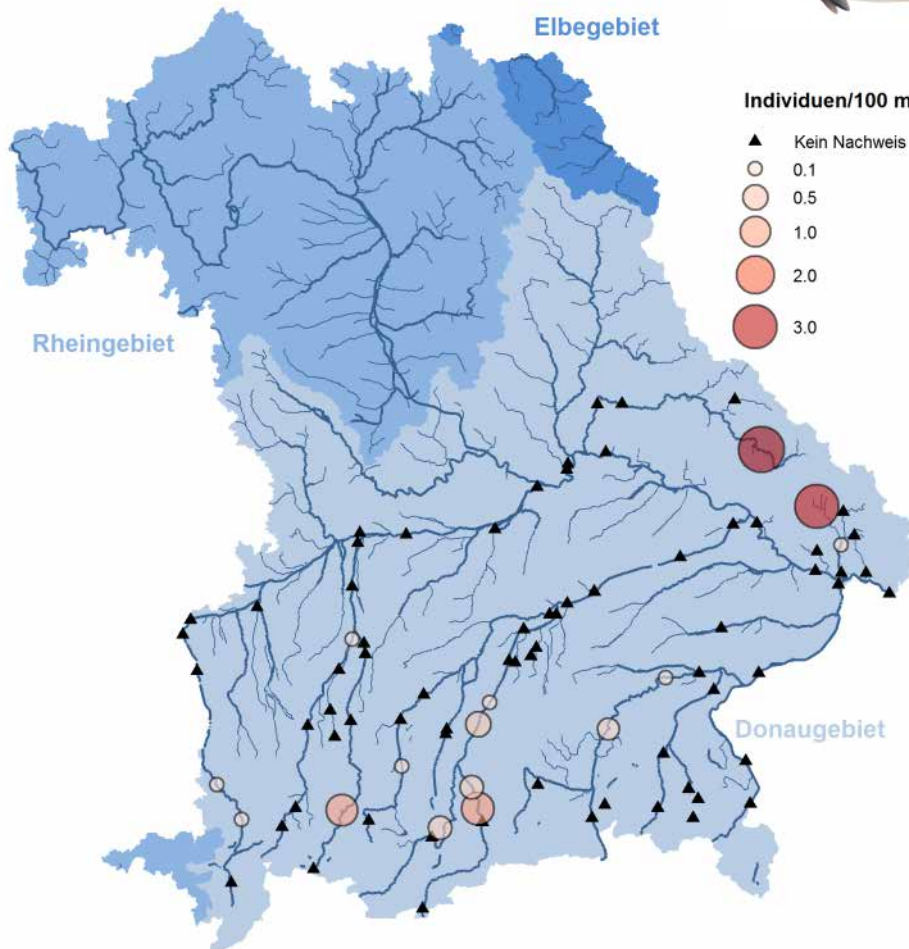 Elbegebiet
Individuen/100 m
Kein Nachweis
0.1
0.5
1.0
2.0
3.0
Rheingebiet
Donaugebiet